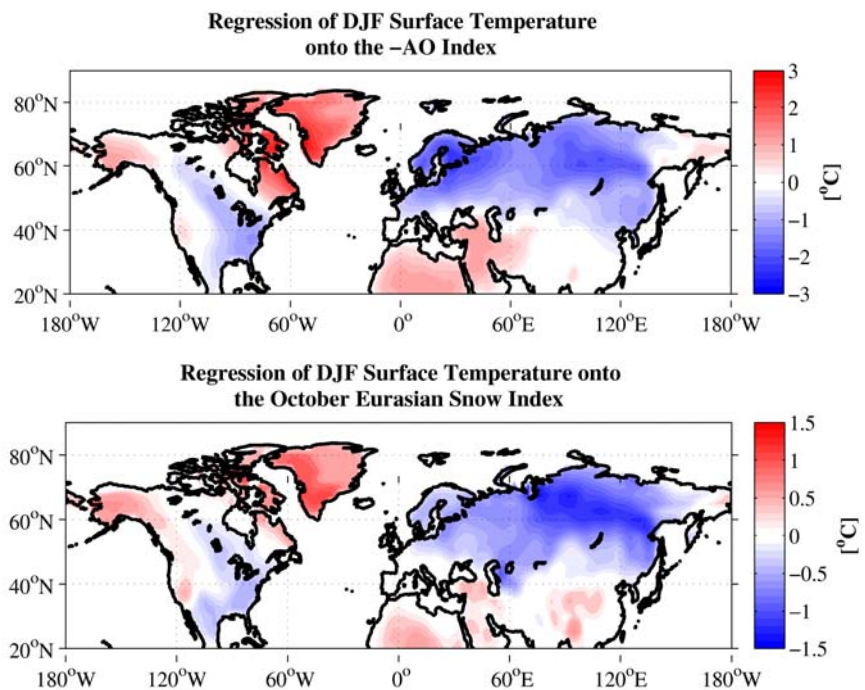 Regression of DJF Surface Temperature
onto the −AO Index
80°N
60°N
40°N
20°N
180°W 120°W 60°W 0° 60°E 120°E 180°W
3
2
1
0
−1
−2
−3
[°C]
Regression of DJF Surface Temperature onto
the October Eurasian Snow Index
80°N
60°N
40°N
20°N
180°W 120°W 60°W 0° 60°E 120°E 180°W
1.5
1
0.5
0
−0.5
−1
−1.5
[°C]